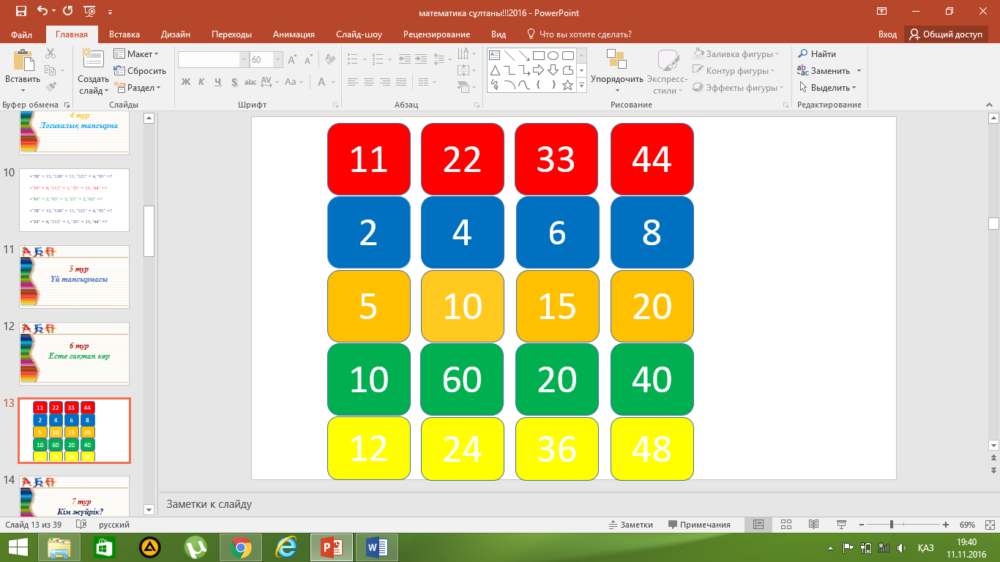 математика сұлтаны!!!2016 - PowerPoint
Файл Главная Вставка Дизайн Переходы Анимация Слайд-шоу Рецензирование Вид Что вы хотите сделать? Вход Общий доступ
Вставить
Буфер обмена
Создать слайд
Макет
Сбросить
Раздел
Слайды
60
Ж К Ч S abc AV Aa А
Шрифт
Абзац
Упорядочить
Экспресс-стили
Заливка фигуры
Контур фигуры
Эффекты фигуры
Рисование
Найти
Заменить
Выделить
Редактирование
4 тур
Логикалық тапсырма
10
•"78" = 15, "128" = 11, "121" = 4, "95" =?
•"24" = 8, "111" = 1, "35" = 15, "44" =?
•"84" = 2, "93" = 3, "21" = 2, "62" =?
•"78" = 15, "128" = 11, "121" = 4, "95" =?
•"24" = 8, "111" = 1, "35" = 15, "44" =?
11
5 тур
Үй тапсырмасы
12
6 тур
Есте сақтап көр
13
11 22 33 44
2 4 6 8
5 10 15 20
10 60 20 40
12 24 36 48
14
7 тур
Кім жүйрік?
11 22 33 44
2 4 6 8
5 10 15 20
10 60 20 40
12 24 36 48
Заметки к слайду
Слайд 13 из 39 русский Заметки Примечания 69%
ҚАЗ
19:40
11.11.2016